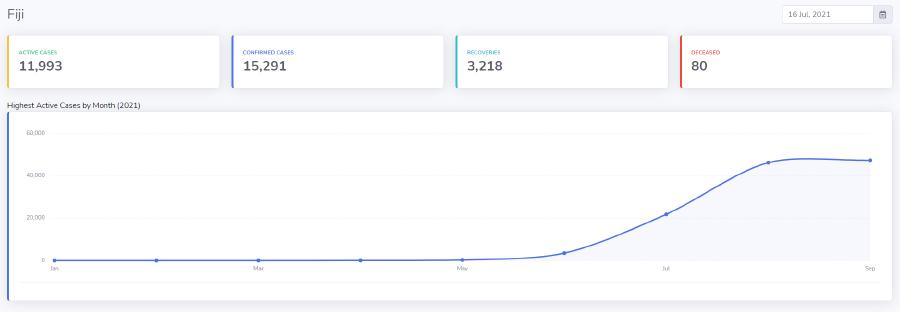 Fiji
16 Jul, 2021
ACTIVE CASES
11,993
CONFIRMED CASES
15,291
RECOVERIES
3,218
DECEASED
80
Highest Active Cases by Month (2021)
60,000
40,000
20,000
0
Jan
Mar
May
Jul
Sep